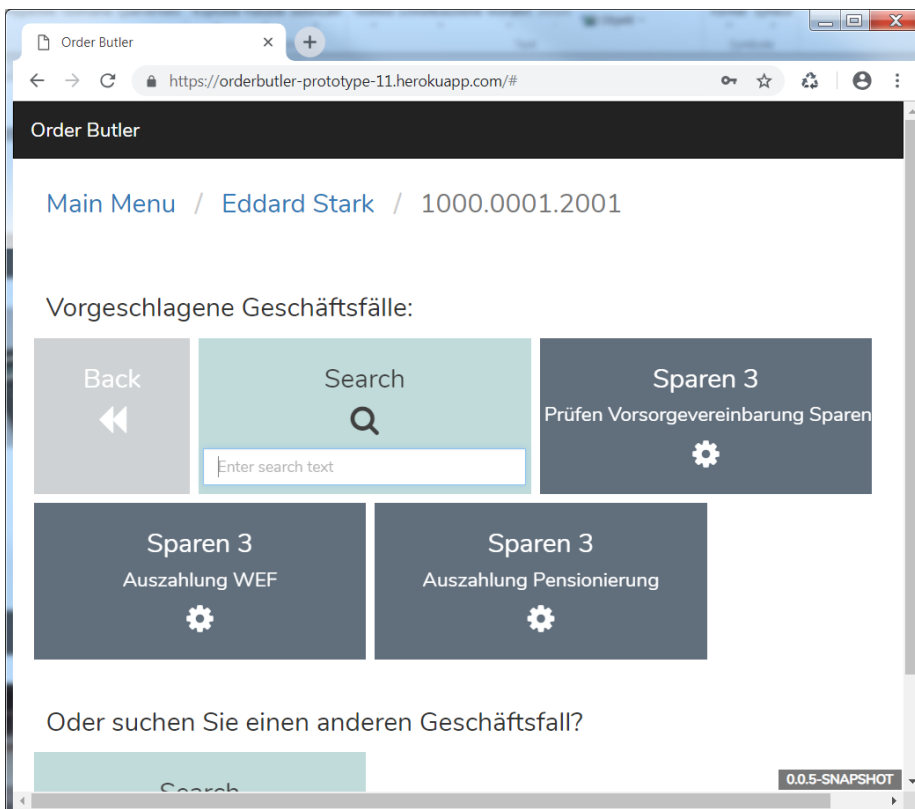 Order Butler
https://orderbutler-prototype-11.herokuapp.com/#
Order Butler
Main Menu / Eddard Stark / 1000.0001.2001
Vorgeschlagene Geschäftsfälle:
Back
Search
Enter search text
Sparen 3
Prüfen Vorsorgevereinbarung Sparen
Sparen 3
Auszahlung WEF
Sparen 3
Auszahlung Pensionierung
Oder suchen Sie einen anderen Geschäftsfall?
Search
0.0.5-SNAPSHOT